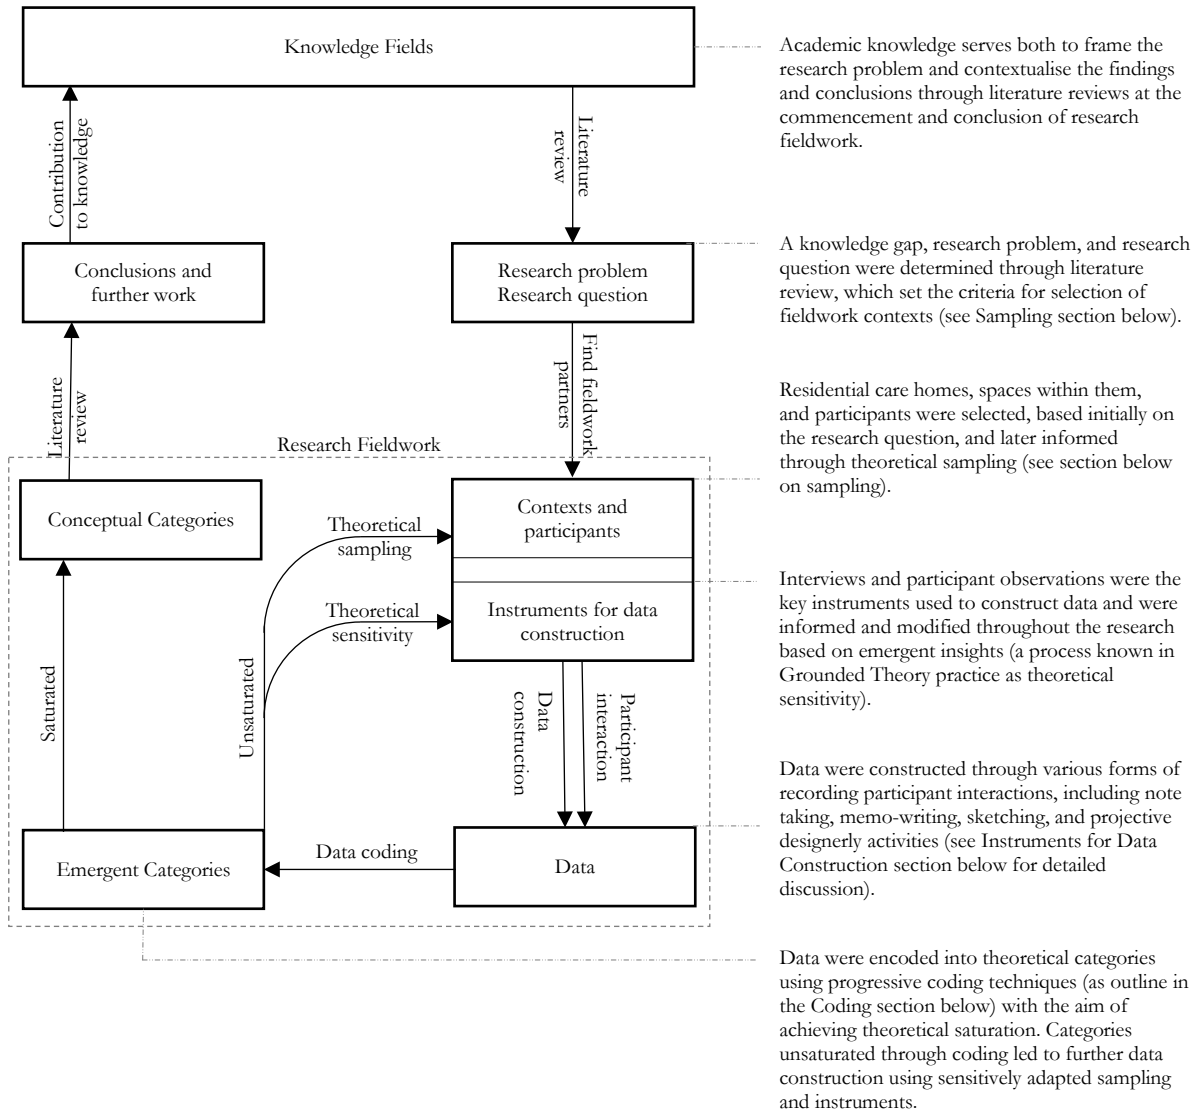 Knowledge Fields
Academic knowledge serves both to frame the
research problem and contextualise the findings
and conclusions through literature reviews at the
commencement and conclusion of research
fieldwork.
Contribution
to knowledge
Literature
review
Conclusions and
further work
Research problem
Research question
A knowledge gap, research problem, and research
question were determined through literature
review, which set the criteria for selection of
fieldwork contexts (see Sampling section below).
Literature
review
Find fieldwork
partners
Residential care homes, spaces within them,
and participants were selected, based initially on
the research question, and later informed
through theoretical sampling (see section below
on sampling).
Research Fieldwork
Conceptual Categories
Theoretical
sampling
Contexts and
participants
Theoretical
sensitivity
Instruments for data
construction
Interviews and participant observations were the
key instruments used to construct data and were
informed and modified throughout the research
based on emergent insights (a process known in
Grounded Theory practice as theoretical
sensitivity).
Saturated
Unsaturated
Data
construction
Participant
interaction
Data were constructed through various forms of
recording participant interactions, including note
taking, memo-writing, sketching, and projective
designerly activities (see Instruments for Data
Construction section below for detailed
discussion).
Emergent Categories
Data coding
Data
Data were encoded into theoretical categories
using progressive coding techniques (as outline in
the Coding section below) with the aim of
achieving theoretical saturation. Categories
unsaturated through coding led to further data
construction using sensitively adapted sampling
and instruments.